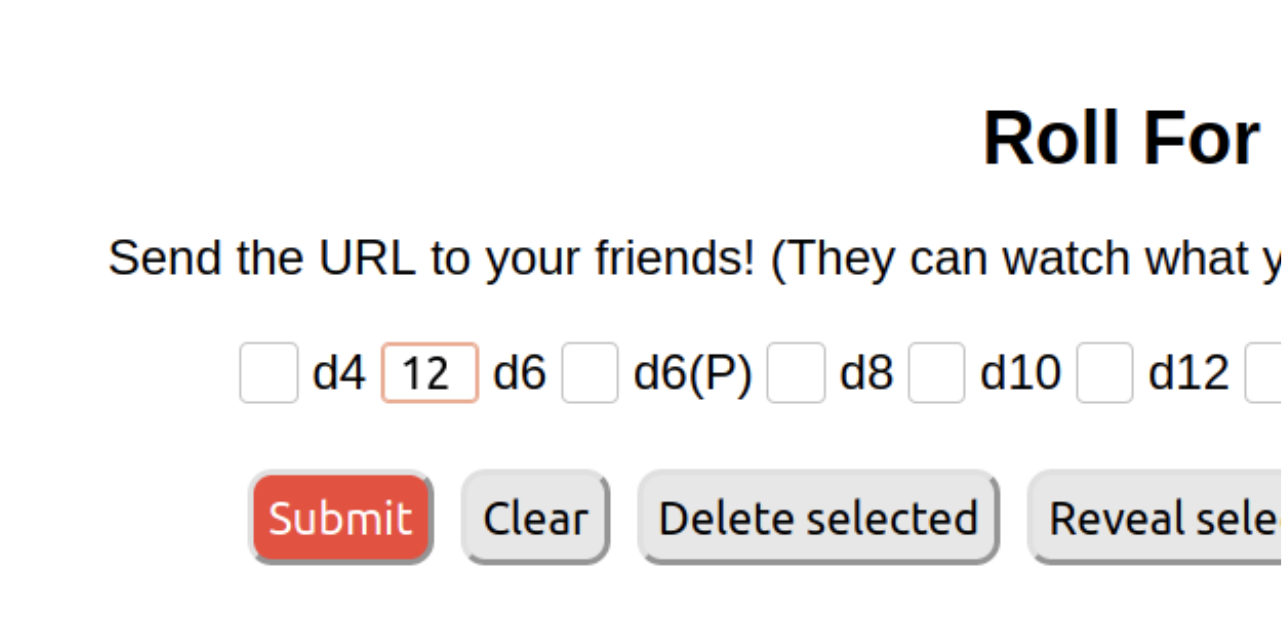 Roll For
Send the URL to your friends! (They can watch what y
d4 12 d6 d6(P) d8 d10 d12
Submit Clear Delete selected Reveal sele